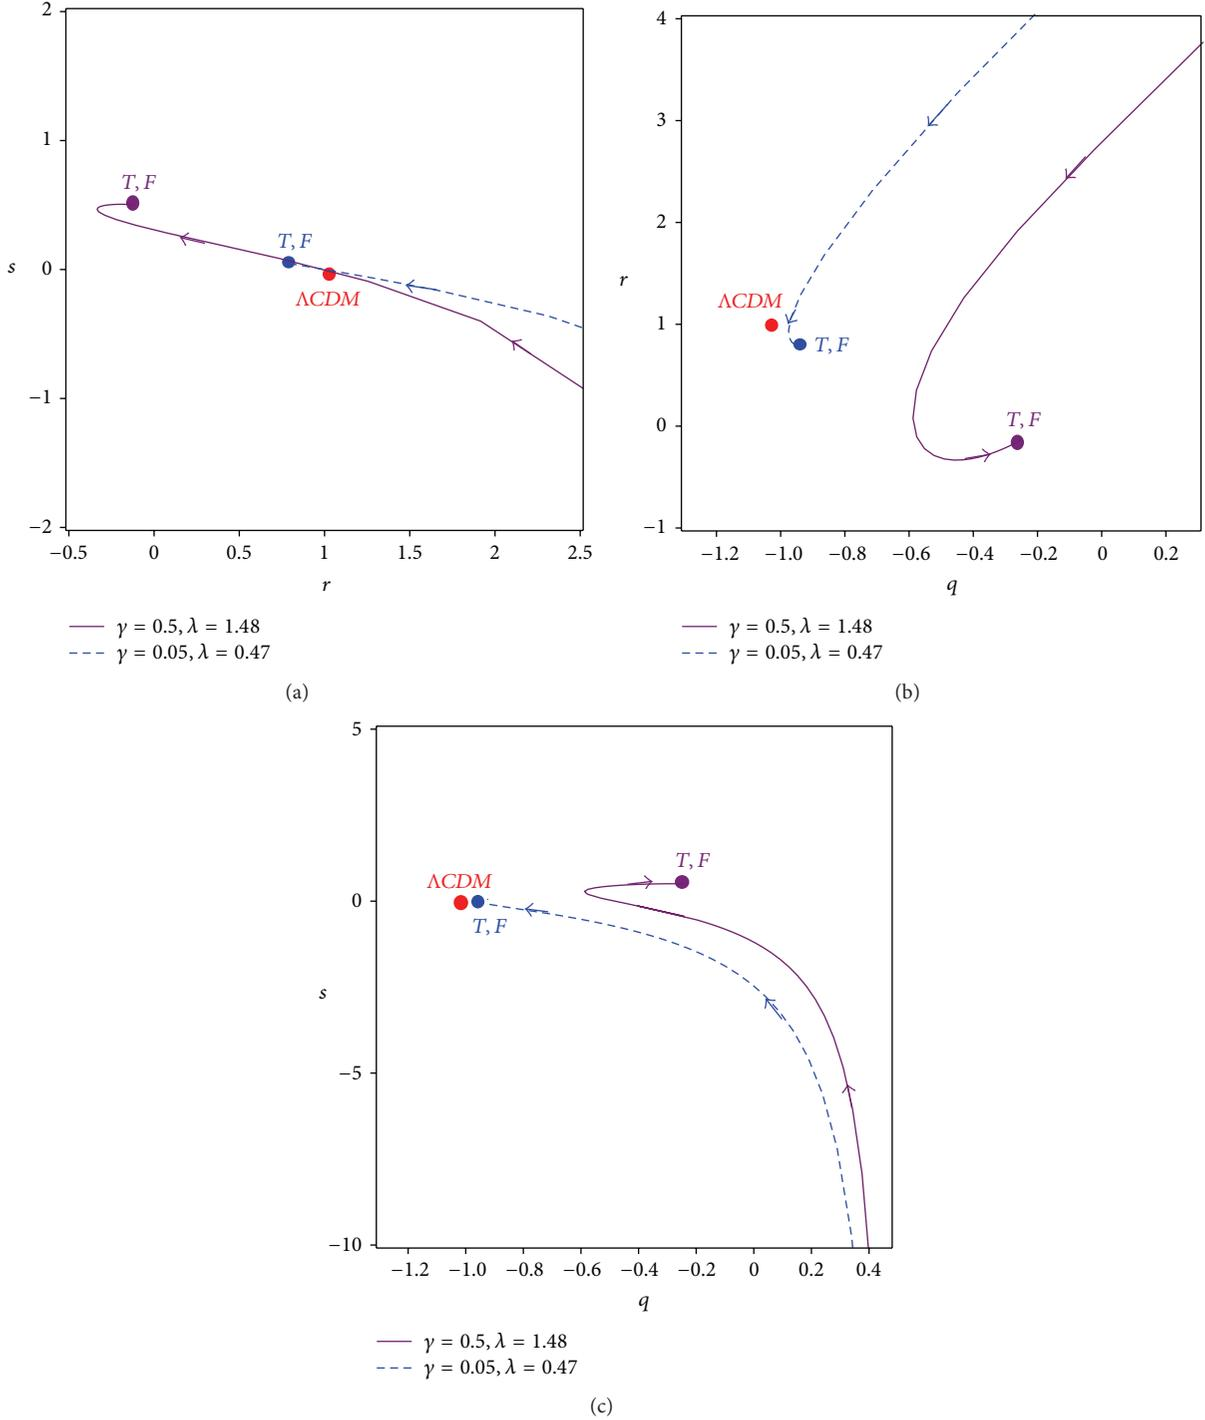 2
1
0
−1
−2
s
T, F
T, F
ΛCDM
−0.5 0 0.5 1 1.5 2 2.5
r
γ = 0.5, λ = 1.48
γ = 0.05, λ = 0.47
(a)
4
3
2
1
0
−1
r
ΛCDM
T, F
T, F
−1.2 −1.0 −0.8 −0.6 −0.4 −0.2 0 0.2
q
γ = 0.5, λ = 1.48
γ = 0.05, λ = 0.47
(b)
5
0
−5
−10
s
T, F
ΛCDM
T, F
−1.2 −1.0 −0.8 −0.6 −0.4 −0.2 0 0.2 0.4
q
γ = 0.5, λ = 1.48
γ = 0.05, λ = 0.47
(c)